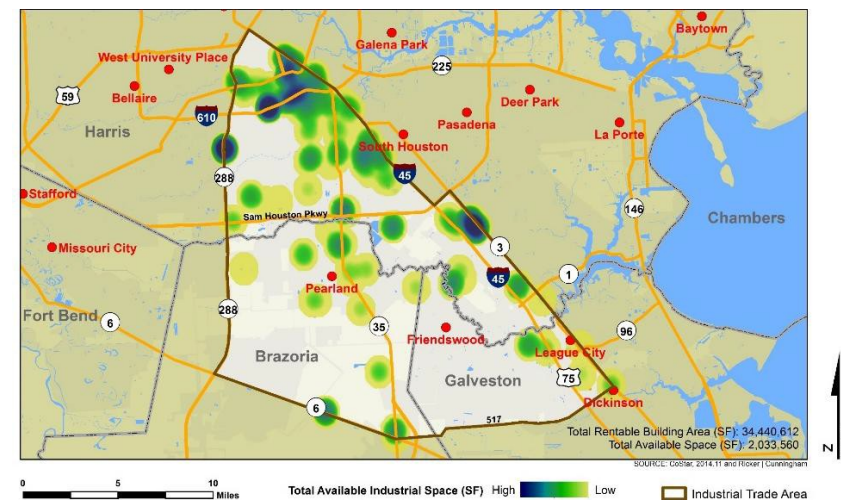 Baytown
Galena Park
West University Place
225
59
Bellaire
Deer Park
610
Pasadena
Harris
La Porte
South Houston
45
288
Stafford
146
Sam Houston Pkwy
Chambers
Missouri City
3
1
45
Pearland
288
Fort Bend
6
35
96
Friendswood
League City
Brazoria
75
Galveston
Dickinson
6
517
Total Rentable Building Area (SF): 34,440,612
Total Available Space (SF): 2,033,560
N
SOURCE: CoStar, 2014.11 and Ricker | Cunningham
0 5 10
Miles
Total Available Industrial Space (SF) High Low
Industrial Trade Area